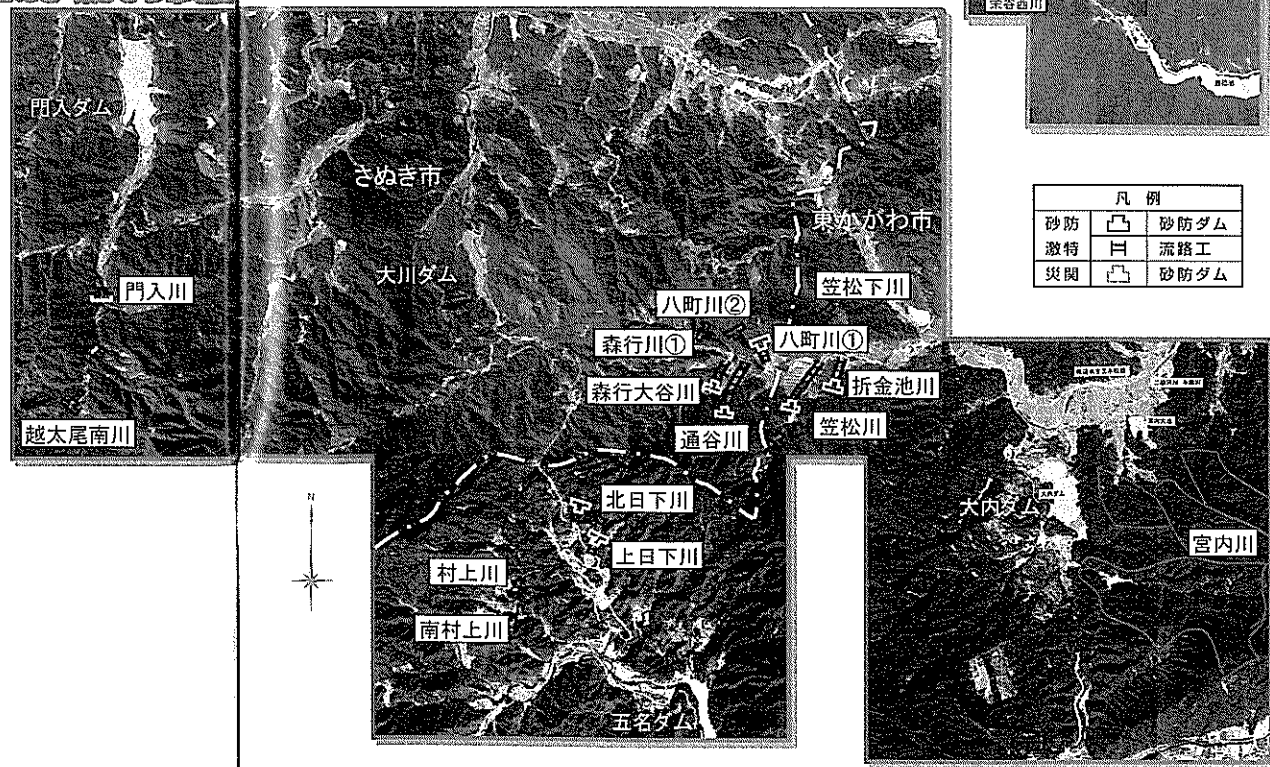 宗谷西川
門入ダム
さぬき市
東かがわ市
凡 例
砂防 砂防ダム
激特 流路工
災関 砂防ダム
門入川
大川ダム
笠松下川
八町川②
森行川①
八町川①
森行大谷川
折金池川
越太尾南川
通谷川
笠松川
N
北日下川
大内ダム
上日下川
宮内川
村上川
南村上川
五名ダム